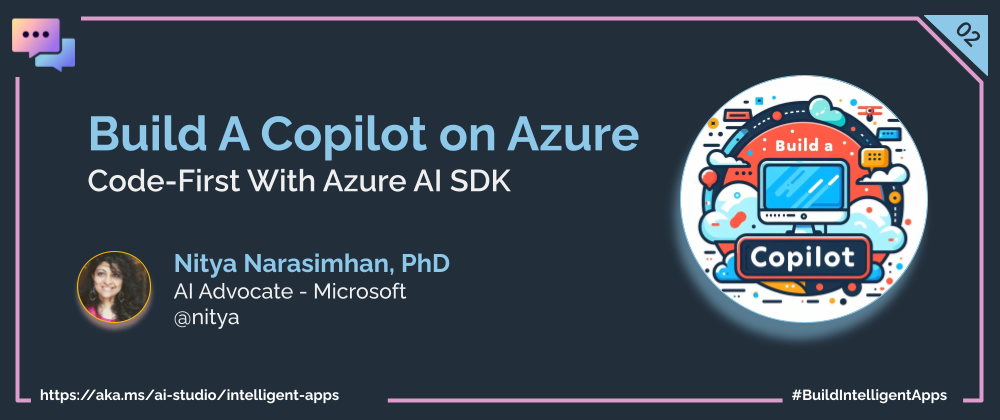 02
Build A Copilot on Azure
Code-First With Azure AI SDK
Build a
Copilot
Nitya Narasimhan, PhD
AI Advocate - Microsoft
@nitya
https://aka.ms/ai-studio/intelligent-apps
#BuildIntelligentApps